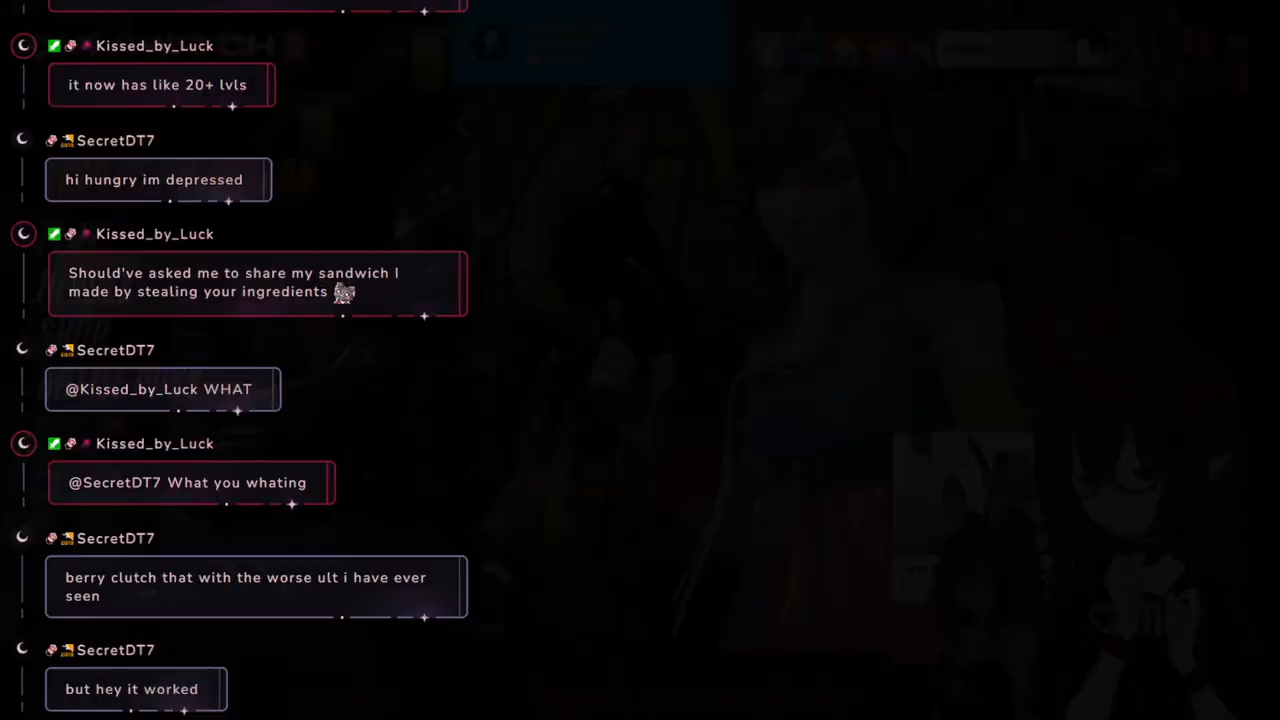 Kissed_by_Luck
it now has like 20+ lvls
SecretDT7
hi hungry im depressed
Kissed_by_Luck
Should've asked me to share my sandwich I
made by stealing your ingredients
SecretDT7
@Kissed_by_Luck WHAT
Kissed_by_Luck
@SecretDT7 What you whating
SecretDT7
berry clutch that with the worse ult i have ever
seen
SecretDT7
but hey it worked